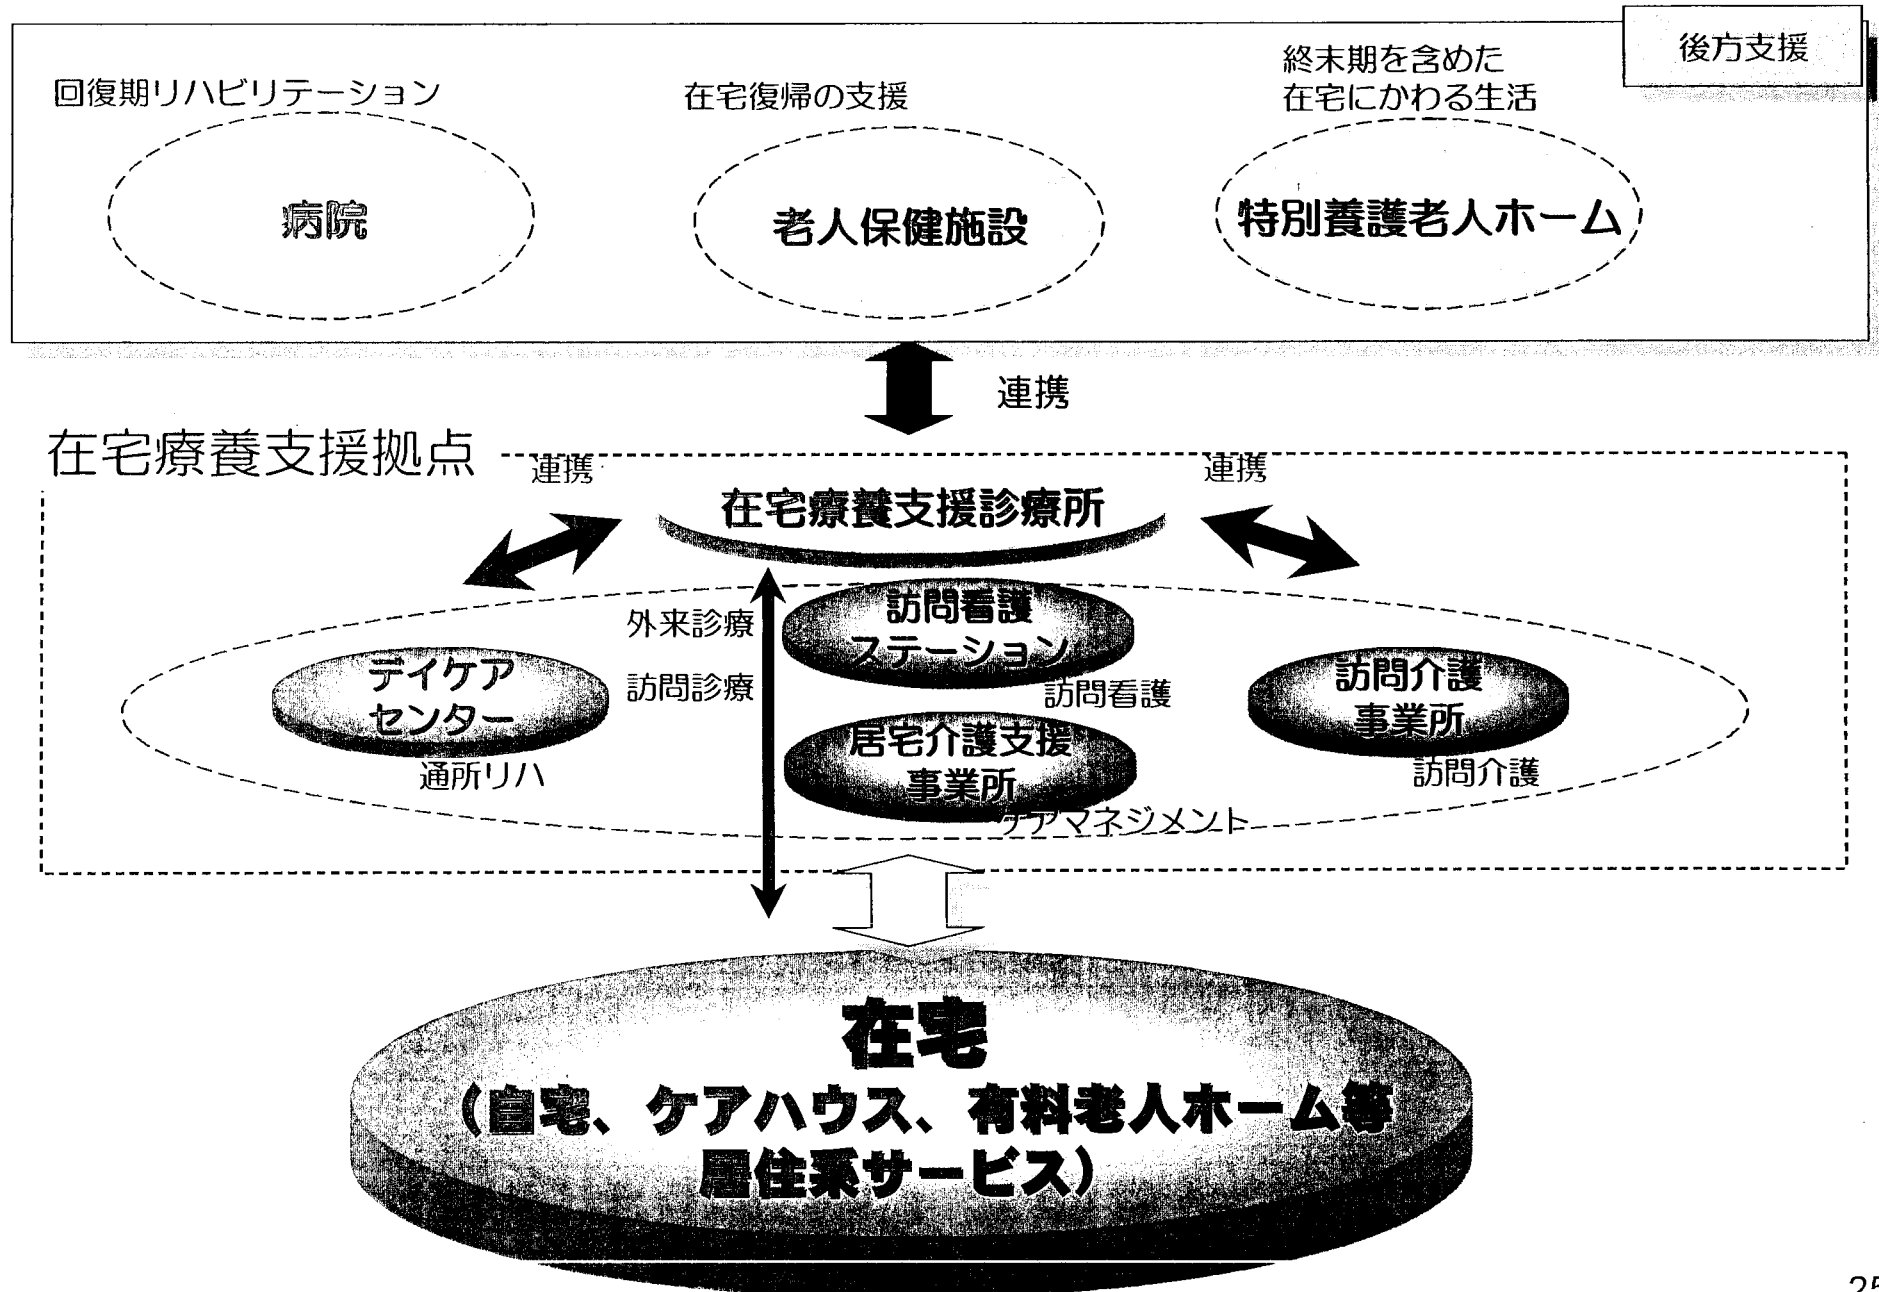 後方支援
回復期リハビリテーション
病院
在宅復帰の支援
老人保健施設
終末期を含めた
在宅にかわる生活
特別養護老人ホーム
連携
在宅療養支援拠点
連携
連携
在宅療養支援診療所
外来診療
訪問診療
訪問看護
ステーション
訪問看護
デイケア
センター
通所リハ
居宅介護支援
事業所
ケアマネジメント
訪問介護
事業所
訪問介護
在宅
（自宅、ケアハウス、有料老人ホーム等
居住系サービス）
25